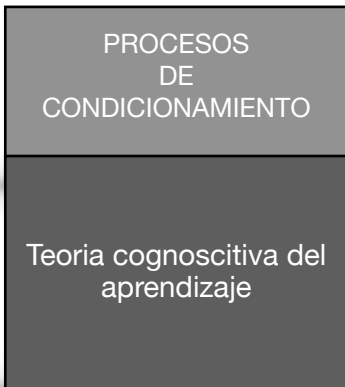 PROCESOS
DE
CONDICIONAMIENTO
Teoria cognoscitiva del
aprendizaje